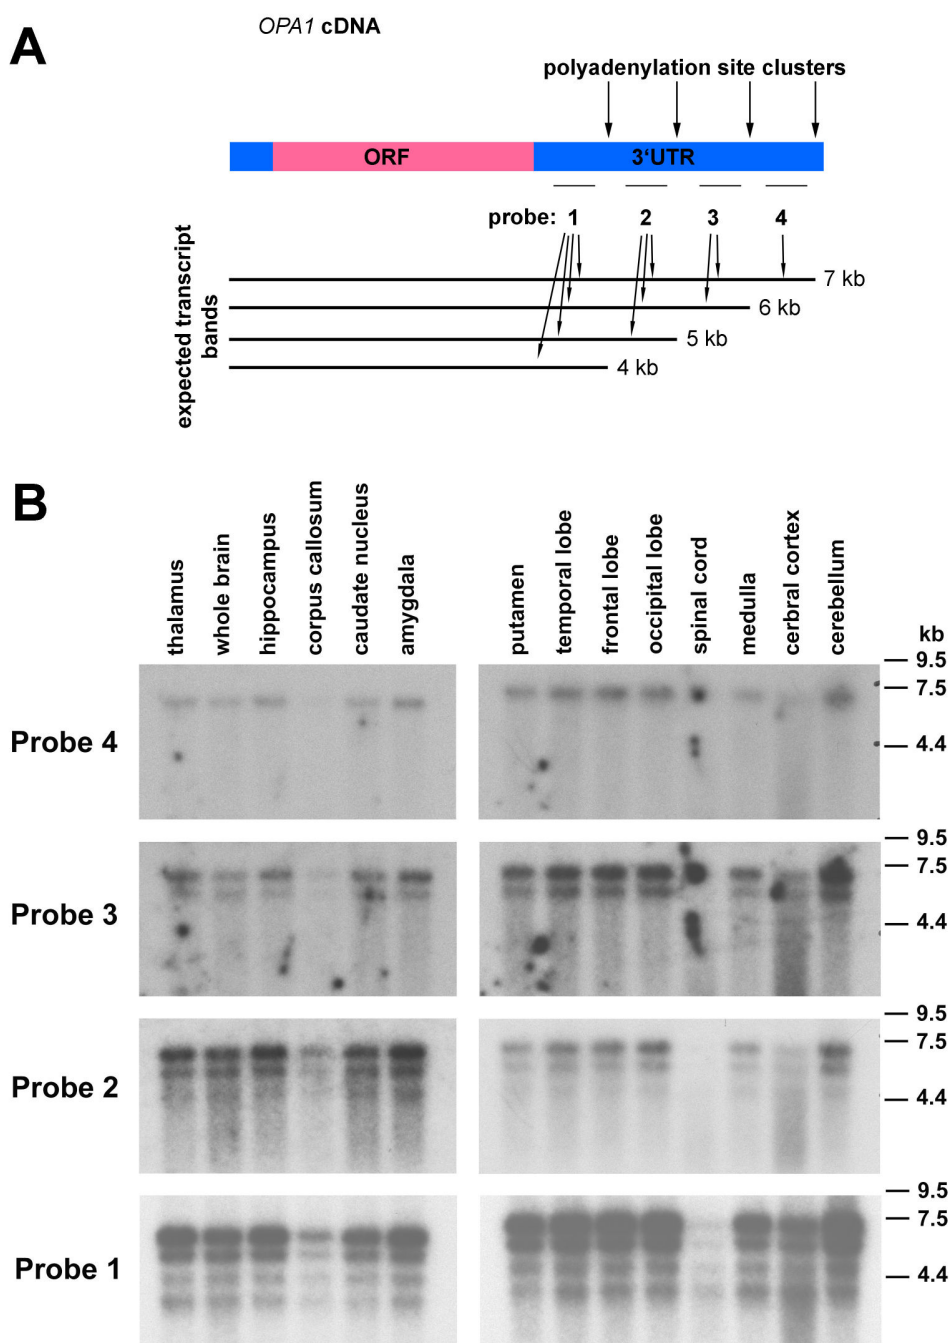 A
OPA1 cDNA
polyadenylation site clusters
ORF
3‘UTR
probe: 1 2 3 4
expected transcript
bands
7 kb
6 kb
5 kb
4 kb
B
thalamus
whole brain
hippocampus
corpus callosum
caudate nucleus
amygdala
putamen
temporal lobe
frontal lobe
occipital lobe
spinal cord
medulla
cerbral cortex
cerebellum
kb
9.5
7.5
Probe 4
4.4
9.5
7.5
Probe 3
4.4
9.5
7.5
Probe 2
4.4
9.5
7.5
Probe 1
4.4